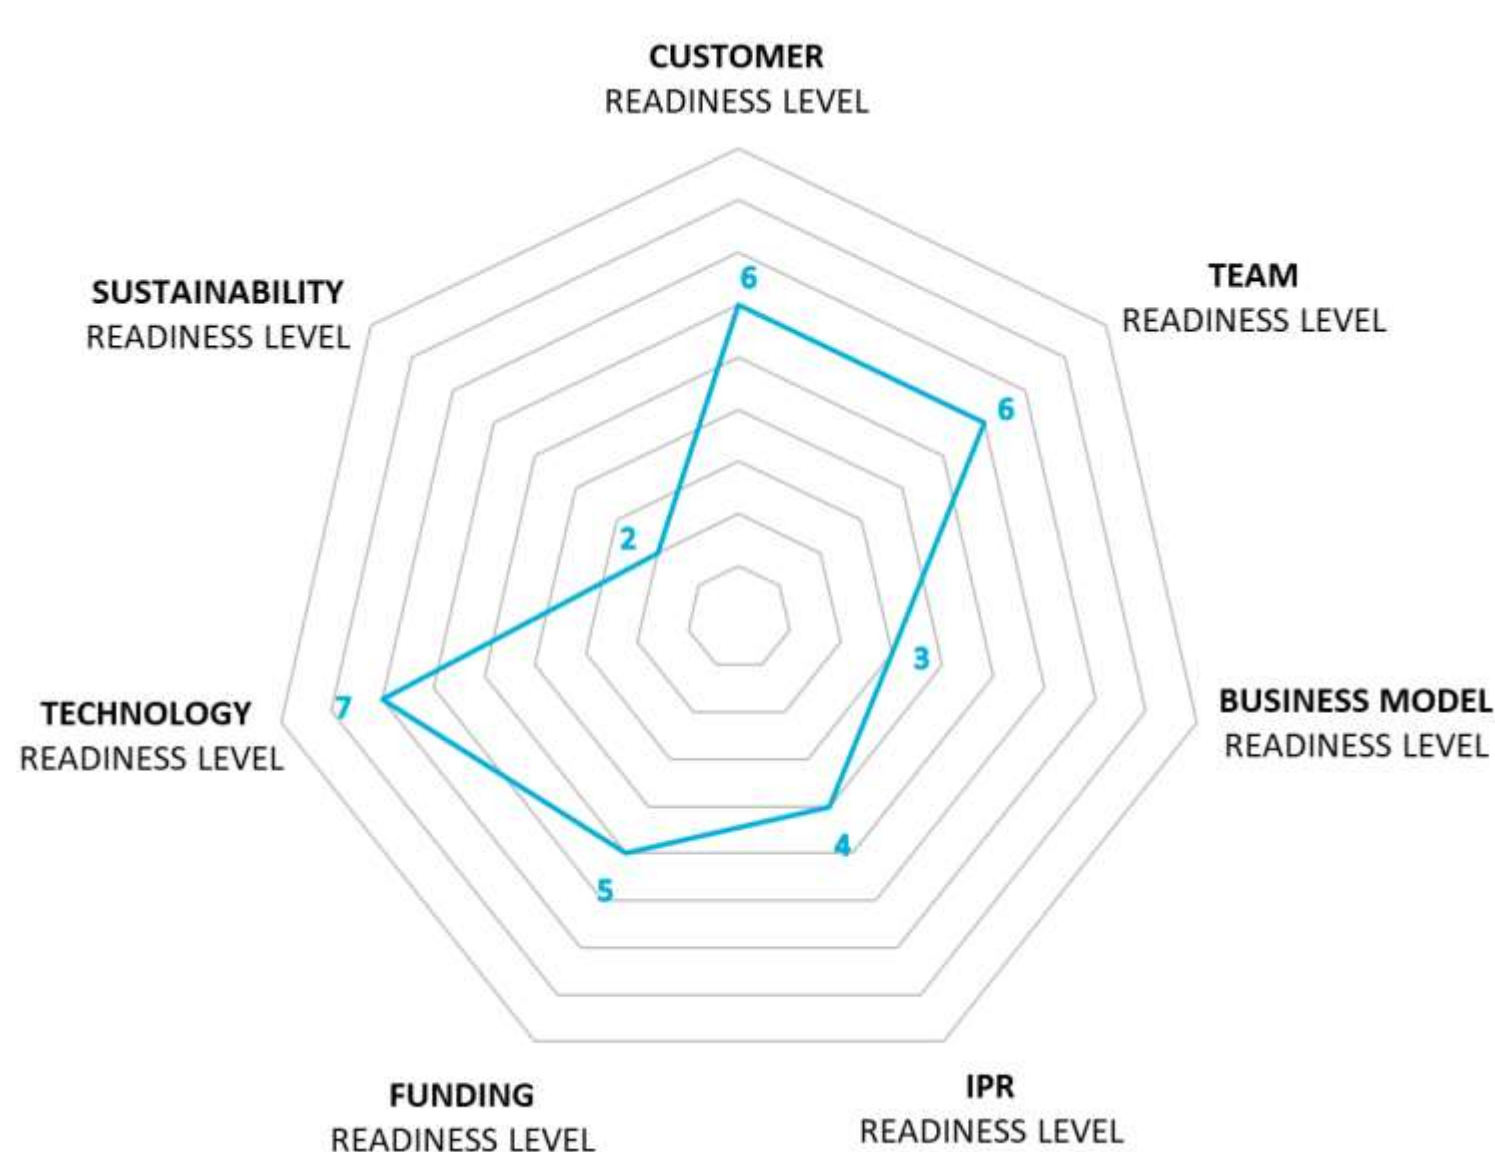 CUSTOMER
READINESS LEVEL
TEAM
READINESS LEVEL
SUSTAINABILITY
READINESS LEVEL
6
6
2
3
BUSINESS MODEL
READINESS LEVEL
TECHNOLOGY
READINESS LEVEL
7
4
5
IPR
READINESS LEVEL
FUNDING
READINESS LEVEL